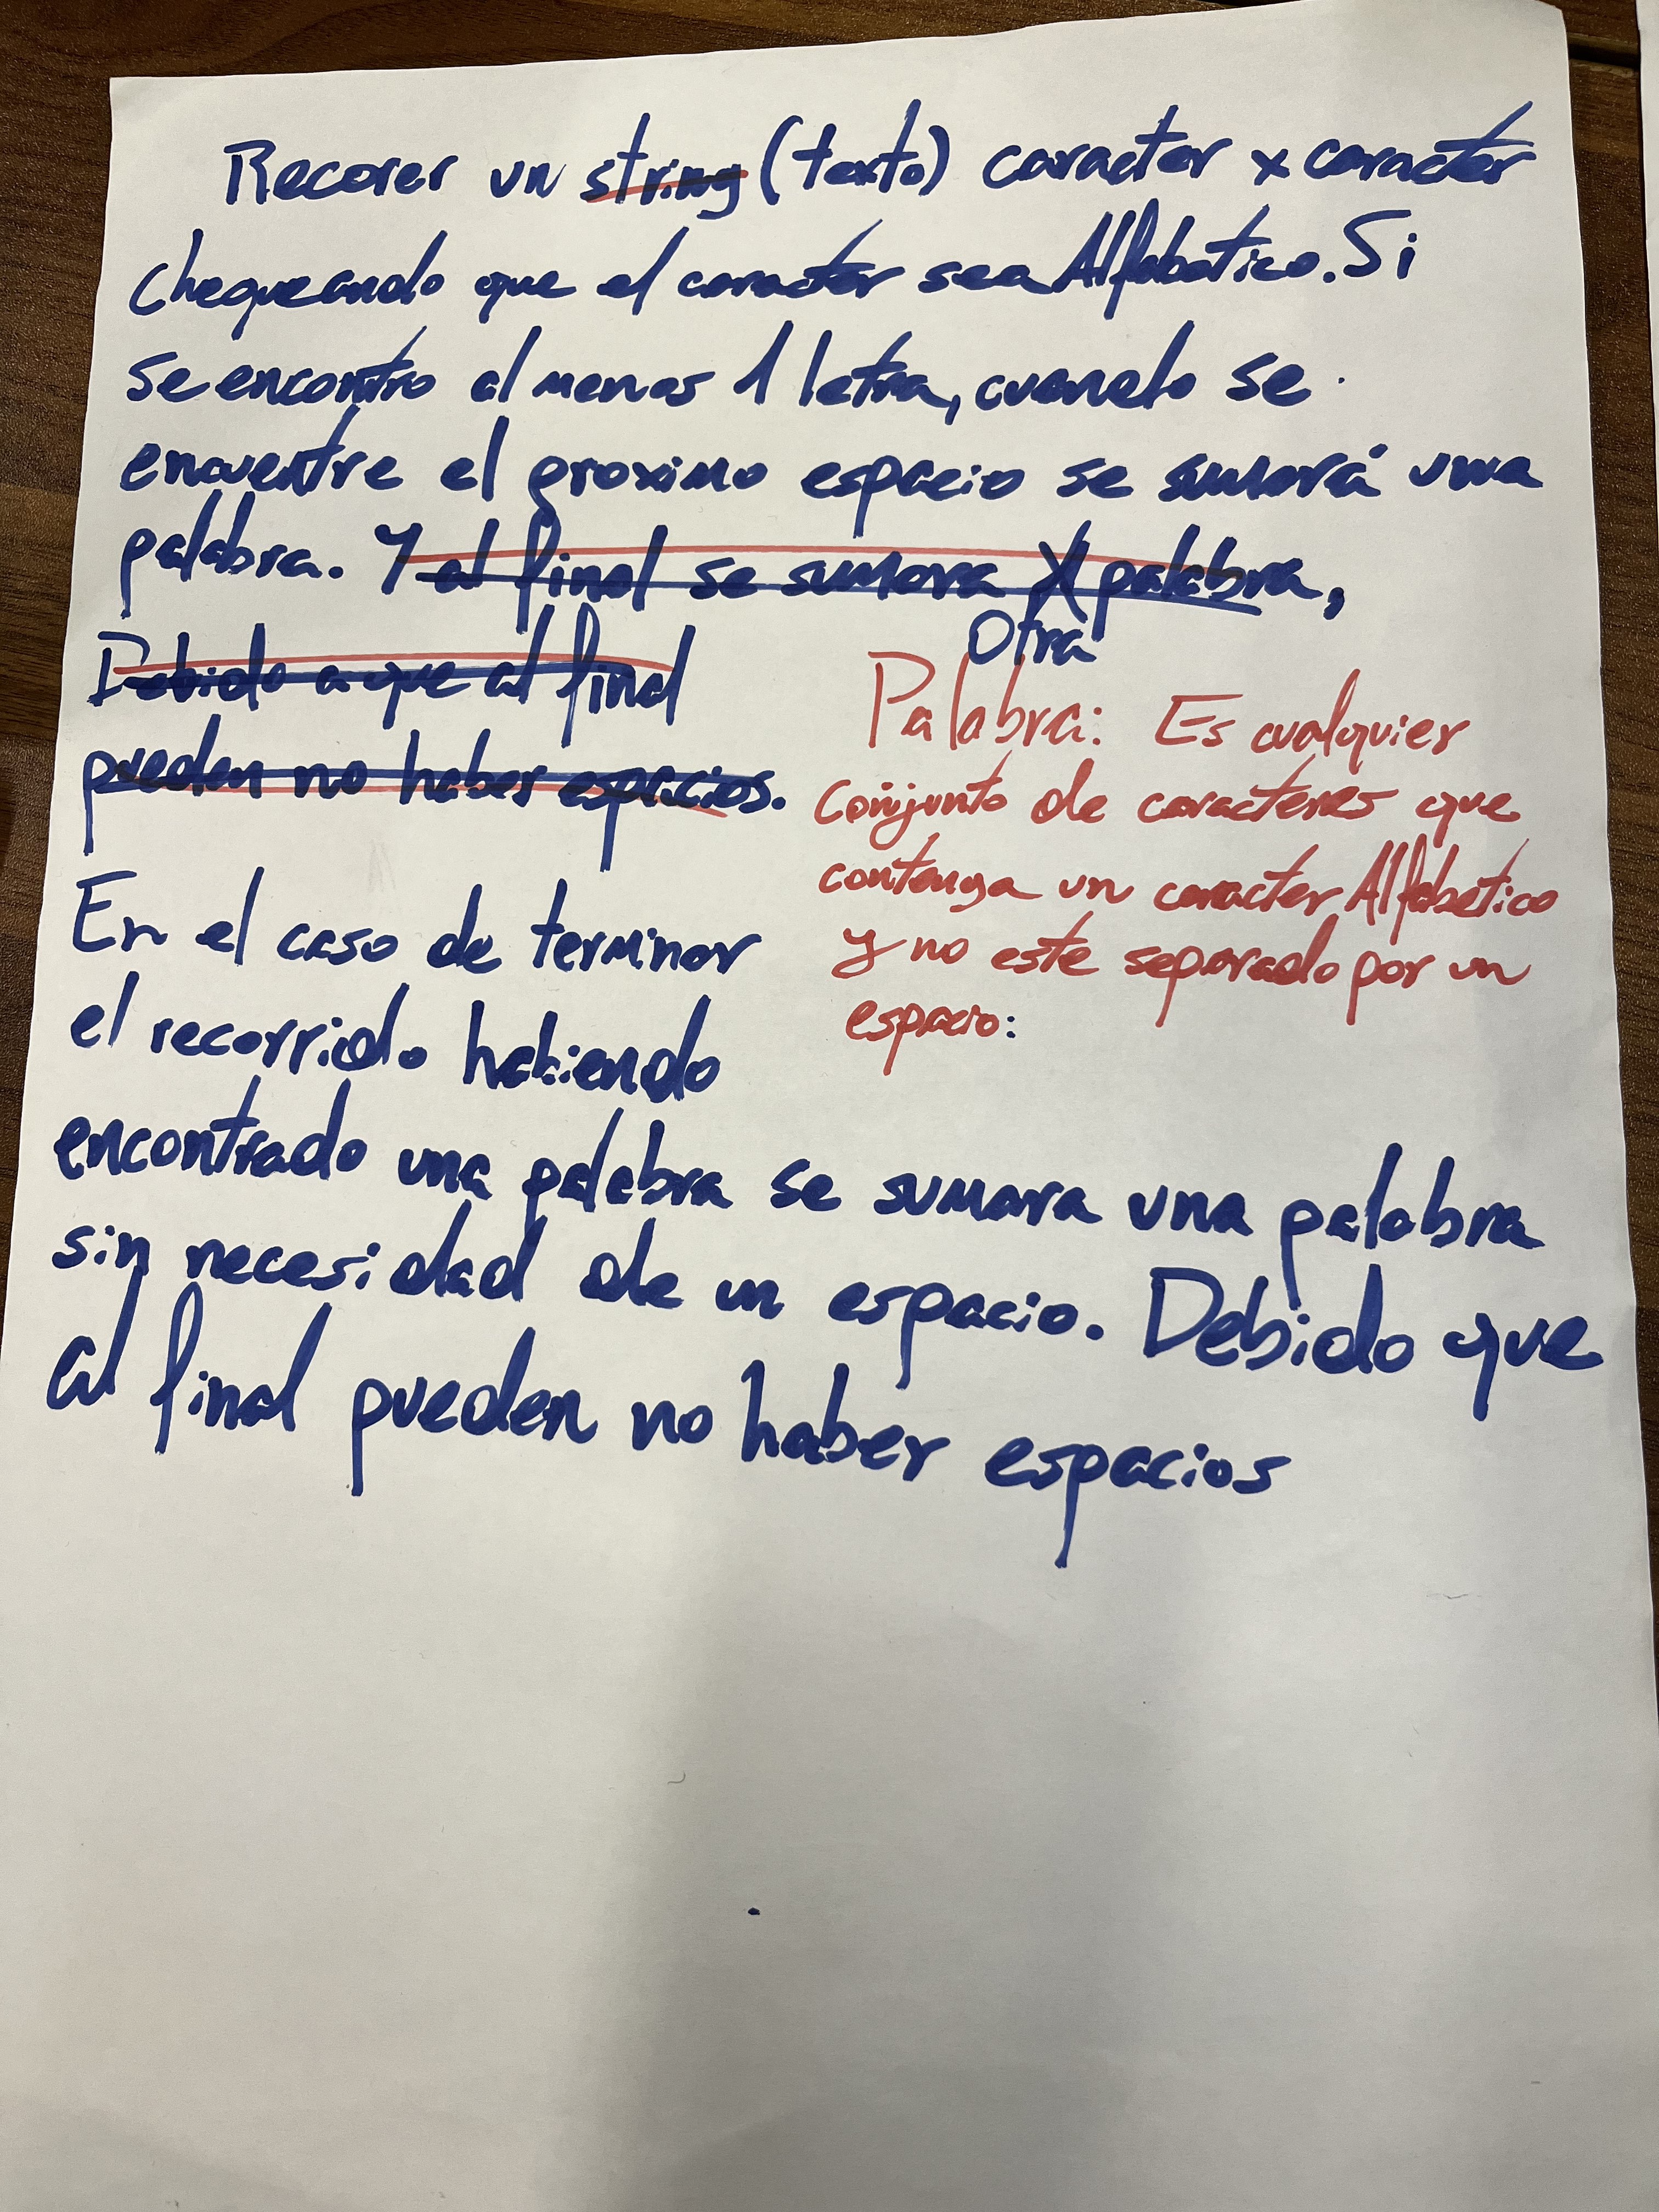 Recorer un string (texto) caracter x caracter
chequeando que el caracter sea Alfabetico. Si
se encontro al menos 1 letra, cuando se
encuentre el proximo espacio se sumará una
palabra. Y al final se sumara X palabra,
Otra
Debido a que al final
pueden no haber espacios.
Palabra: Es cualquier
conjunto de caracteres que
contenga un caracter Alfabetico
y no este separado por un
espacio:
En el caso de terminar
el recorrido habiendo
encontrado una palabra se sumara una palabra
sin necesidad de un espacio. Debido que
al final pueden no haber espacios